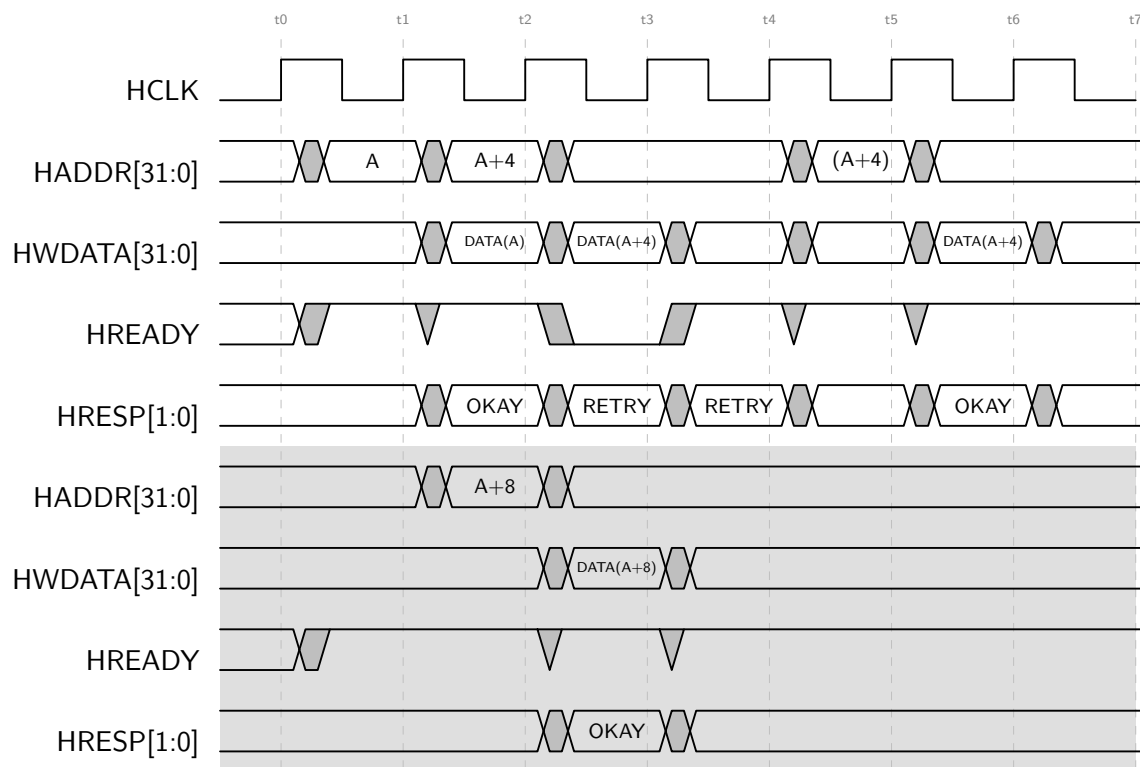 t0 t1 t2 t3 t4 t5 t6 t7
HCLK
HADDR[31:0] A A+4 (A+4)
HWDATA[31:0] DATA(A) DATA(A+4) DATA(A+4)
HREADY
HRESP[1:0] OKAY RETRY RETRY OKAY
HADDR[31:0] A+8
HWDATA[31:0] DATA(A+8)
HREADY
HRESP[1:0] OKAY